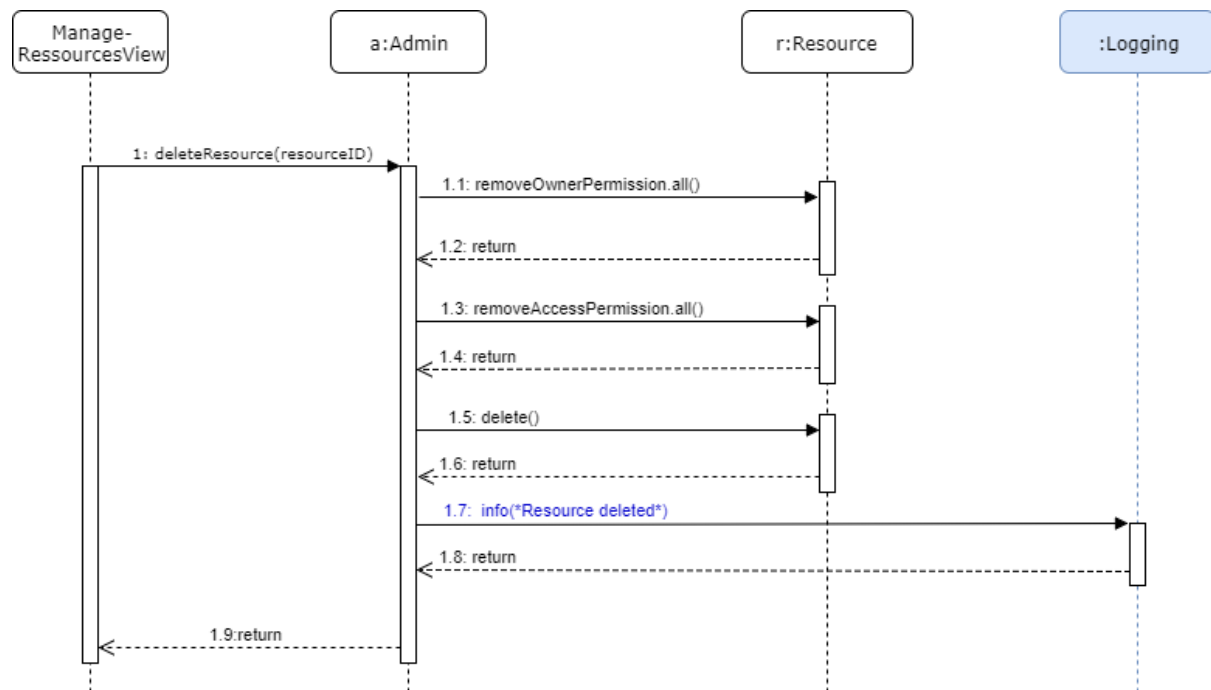 Manage-
RessourcesView
a:Admin
r:Resource
:Logging
1: deleteResource(resourceID)
1.1: removeOwnerPermission.all()
1.2: return
1.3: removeAccessPermission.all()
1.4: return
1.5: delete()
1.6: return
1.7: info(*Resource deleted*)
1.8: return
1.9:return